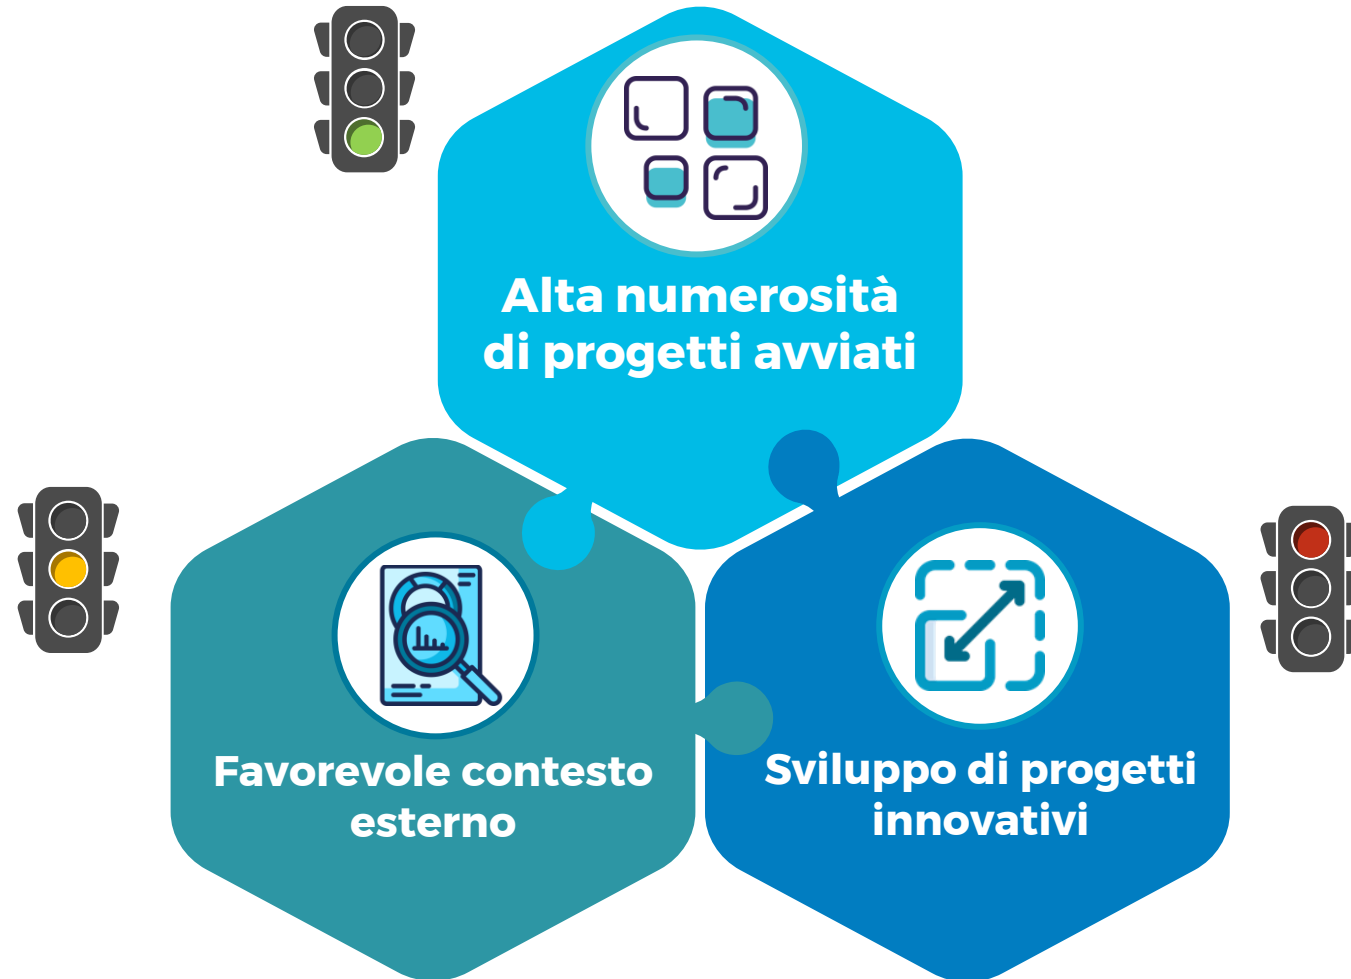 Alta numerosità
di progetti avviati
Favorevole contesto
esterno
Sviluppo di progetti
innovativi